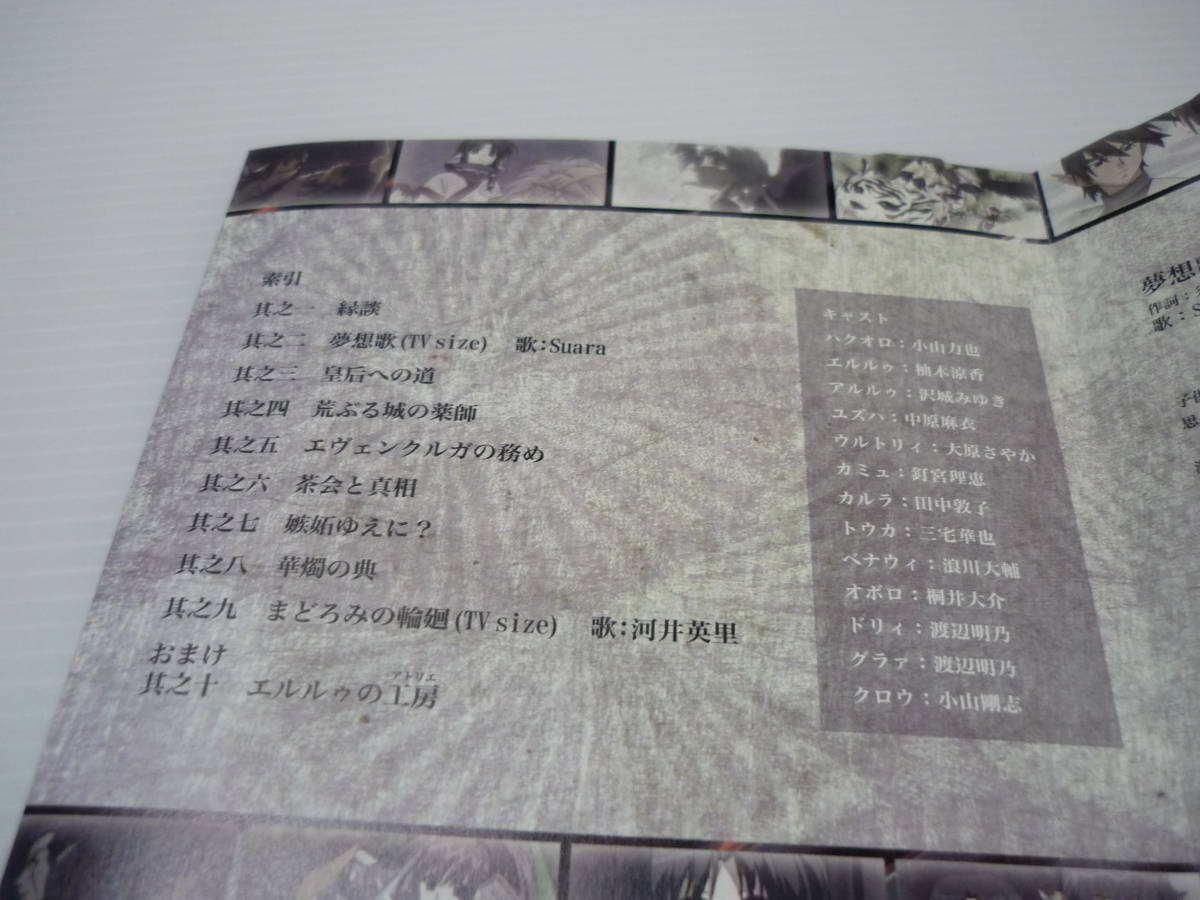 索引
其之一 縁談
其之二 夢想歌(TV size) 歌:Suara
其之三 皇后への道
其之四 荒ぶる城の薬師
其之五 エヴェンクルガの務め
其之六 茶会と真相
其之七 嫉妬ゆえに?
其之八 華燭の典
其之九 まどろみの輪廻(TV size) 歌:河井英里
おまけ
アトリエ
其之十 エルルゥの工房
キャスト
ハクオロ:小山力也
エルルゥ:柚木涼香
アルルゥ:沢城みゆき
ユズハ:中原麻衣
ウルトリィ:大原さやか
カミュ:釘宮理恵
カルラ:田中敦子
トウカ:三宅華也
ベナウィ:浪川大輔
オボロ:桐井大介
ドリィ:渡辺明乃
グラァ:渡辺明乃
クロウ:小山剛志
夢想
作詞:
歌:S
思